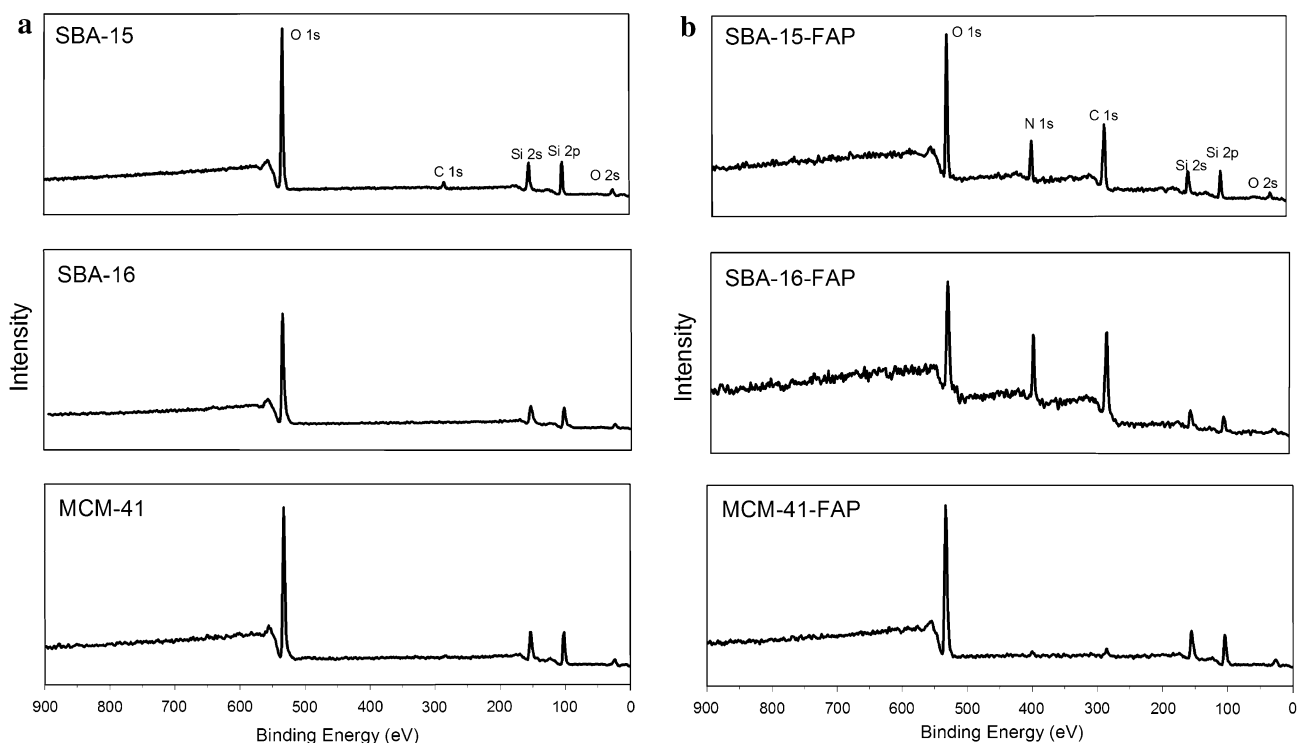 a
SBA-15
O 1s
C 1s
Si 2s
Si 2p
O 2s
SBA-16
Intensity
MCM-41
900 800 700 600 500 400 300 200 100 0
Binding Energy (eV)
b
SBA-15-FAP
O 1s
N 1s
C 1s
Si 2s
Si 2p
O 2s
SBA-16-FAP
Intensity
MCM-41-FAP
900 800 700 600 500 400 300 200 100 0
Binding Energy (eV)